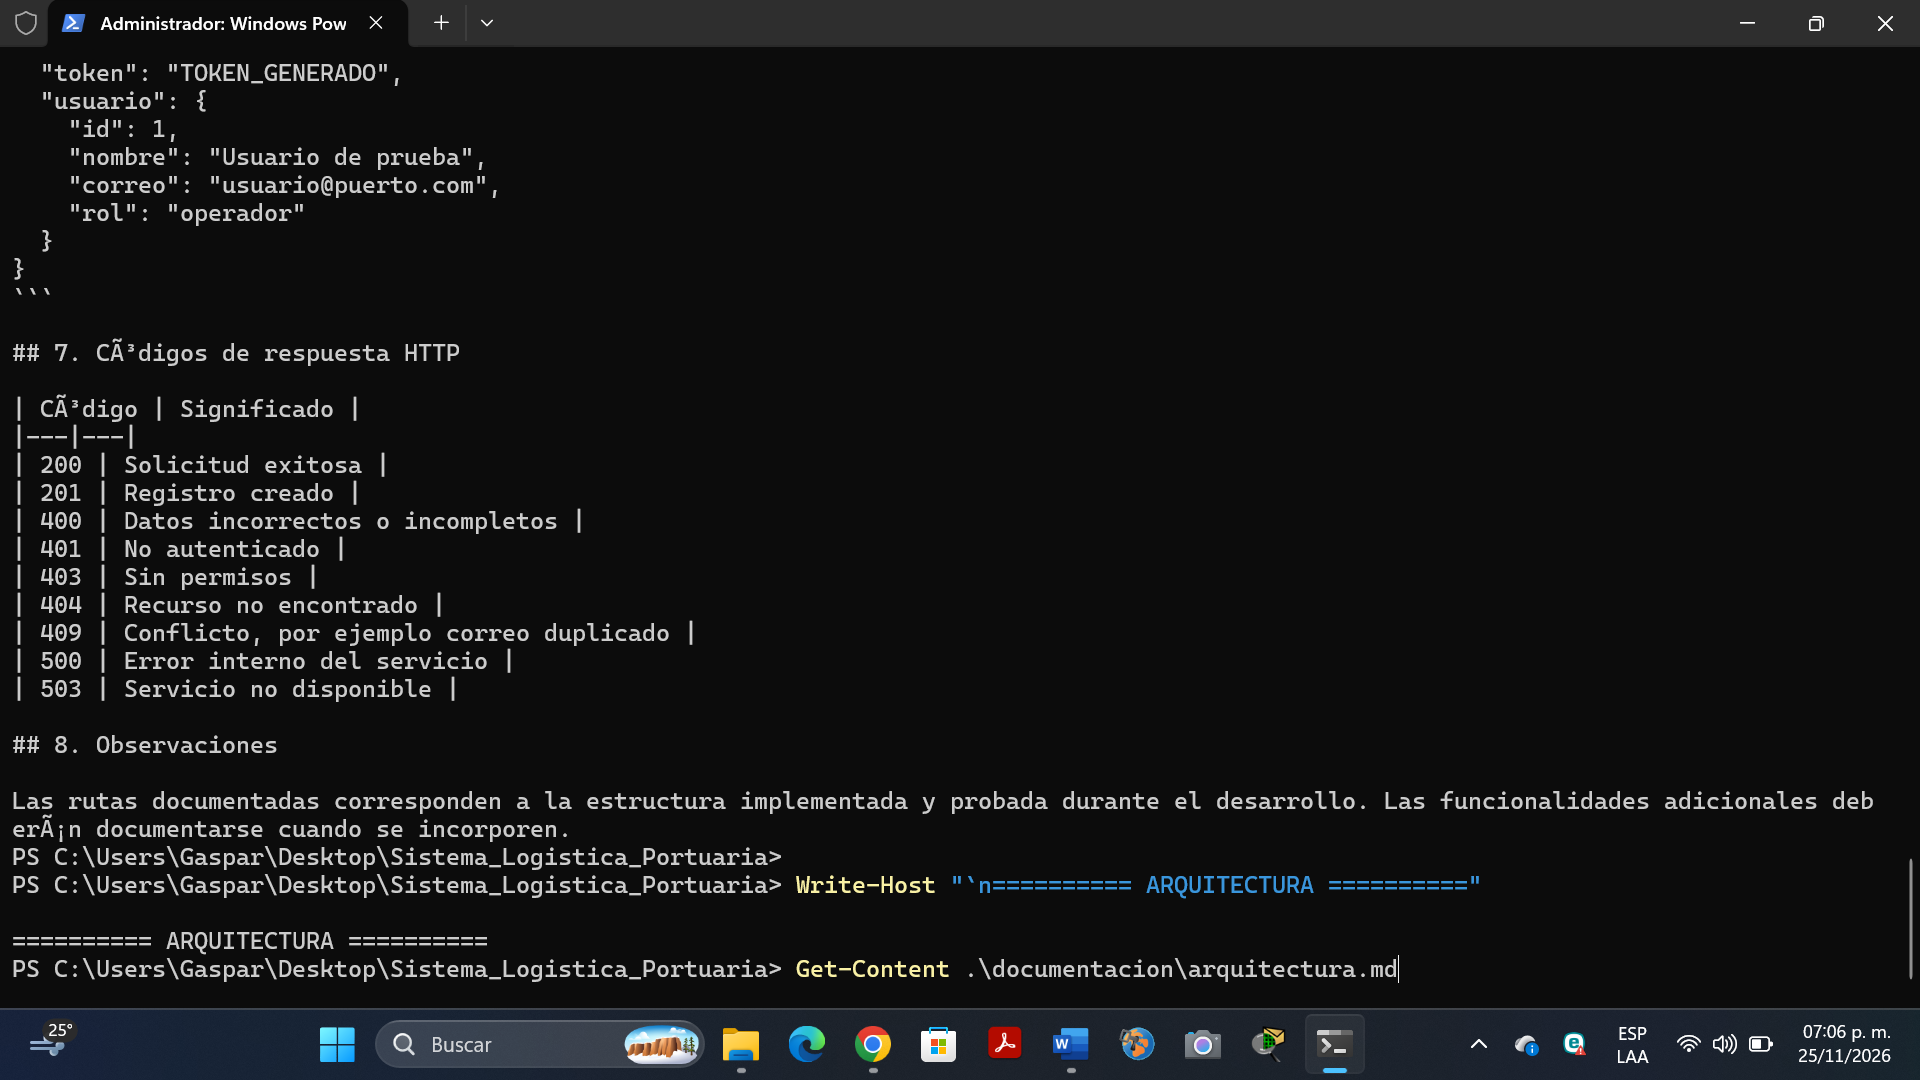 Administrador: Windows Pow
"token": "TOKEN_GENERADO",
"usuario": {
"id": 1,
"nombre": "Usuario de prueba",
"correo": "usuario@puerto.com",
"rol": "operador"
}
}
```
## 7. CÃ³digos de respuesta HTTP
| CÃ³digo | Significado |
|---|---|
| 200 | Solicitud exitosa |
| 201 | Registro creado |
| 400 | Datos incorrectos o incompletos |
| 401 | No autenticado |
| 403 | Sin permisos |
| 404 | Recurso no encontrado |
| 409 | Conflicto, por ejemplo correo duplicado |
| 500 | Error interno del servicio |
| 503 | Servicio no disponible |
## 8. Observaciones
Las rutas documentadas corresponden a la estructura implementada y probada durante el desarrollo. Las funcionalidades adicionales deb
erÃ¡n documentarse cuando se incorporen.
PS C:\Users\Gaspar\Desktop\Sistema_Logistica_Portuaria>
PS C:\Users\Gaspar\Desktop\Sistema_Logistica_Portuaria> Write-Host "`n========== ARQUITECTURA =========="
========== ARQUITECTURA ==========
PS C:\Users\Gaspar\Desktop\Sistema_Logistica_Portuaria> Get-Content .\documentacion\arquitectura.md
25°
Buscar
ESP
LAA
07:06 p. m.
25/11/2026